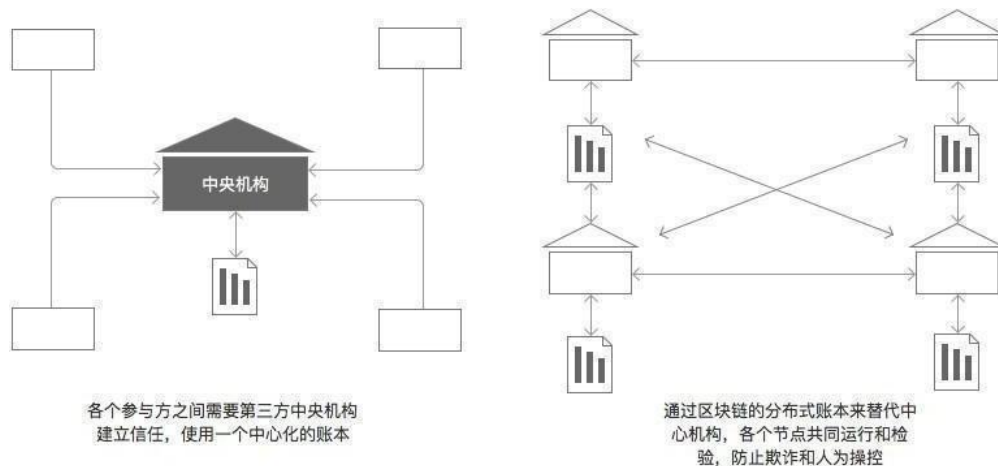 中央机构
各个参与方之间需要第三方中央机构
建立信任，使用一个中心化的账本
通过区块链的分布式账本来替代中
心机构，各个节点共同运行和检
验，防止欺诈和人为操控